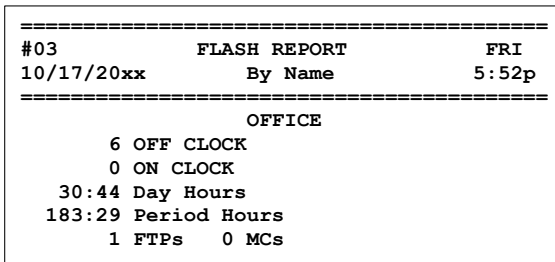 ==========================================
#03 FLASH REPORT FRI
10/17/20xx By Name 5:52p
==========================================
OFFICE
6 OFF CLOCK
0 ON CLOCK
30:44 Day Hours
183:29 Period Hours
1 FTPs 0 MCs